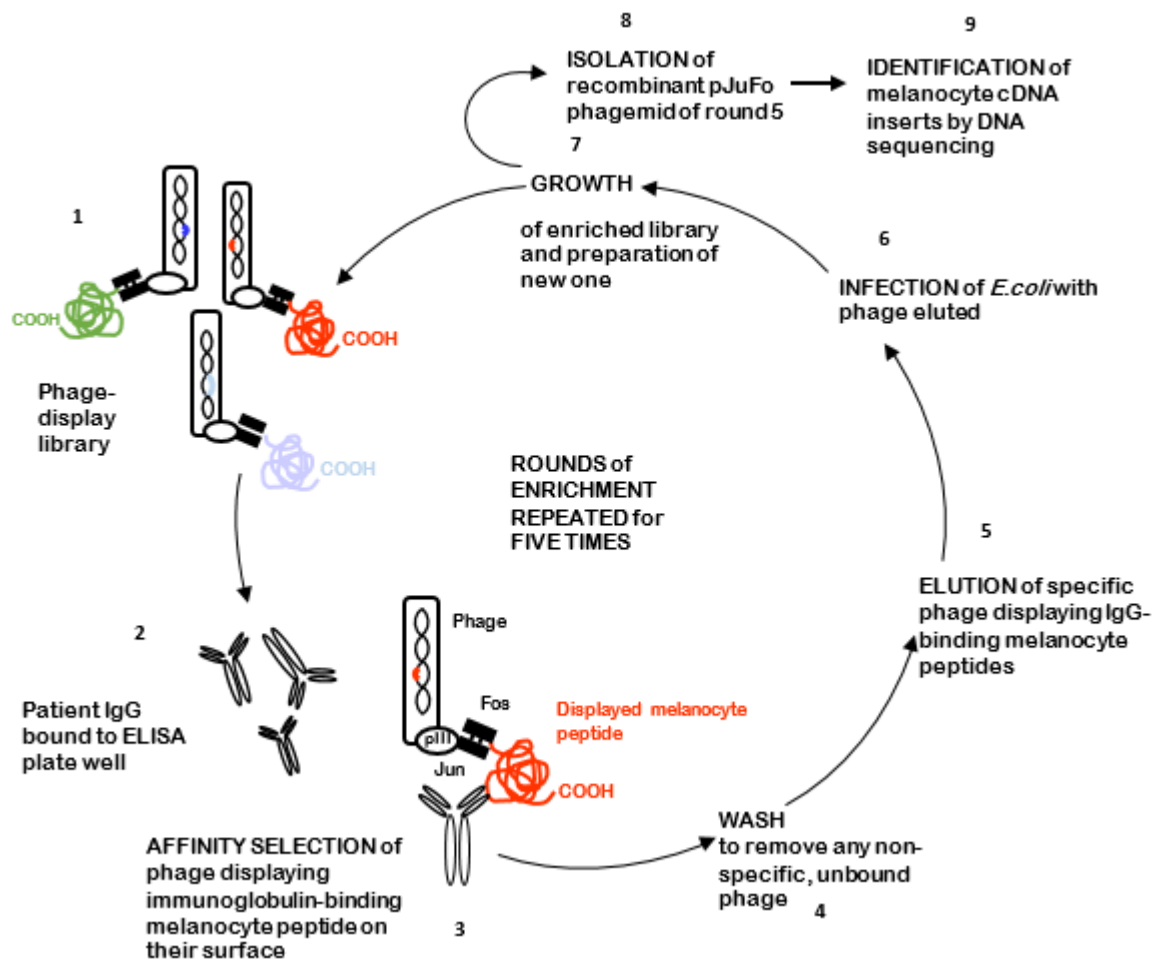 8
ISOLATION of
recombinant pJuFo
phagemid of round 5
9
IDENTIFICATION of
melanocyte cDNA
inserts by DNA
sequencing
7
GROWTH
of enriched library
and preparation of
new one
1
COOH
COOH
COOH
Phage-
display
library
6
INFECTION of E.coli with
phage eluted
ROUNDS of
ENRICHMENT
REPEATED for
FIVE TIMES
5
ELUTION of specific
phage displaying IgG-
binding melanocyte
peptides
2
Patient IgG
bound to ELISA
plate well
Phage
Fos
pIII
Jun
Displayed melanocyte
peptide
COOH
AFFINITY SELECTION of
phage displaying
immunoglobulin-binding
melanocyte peptide on
their surface
3
WASH
to remove any non-
specific, unbound
phage
4